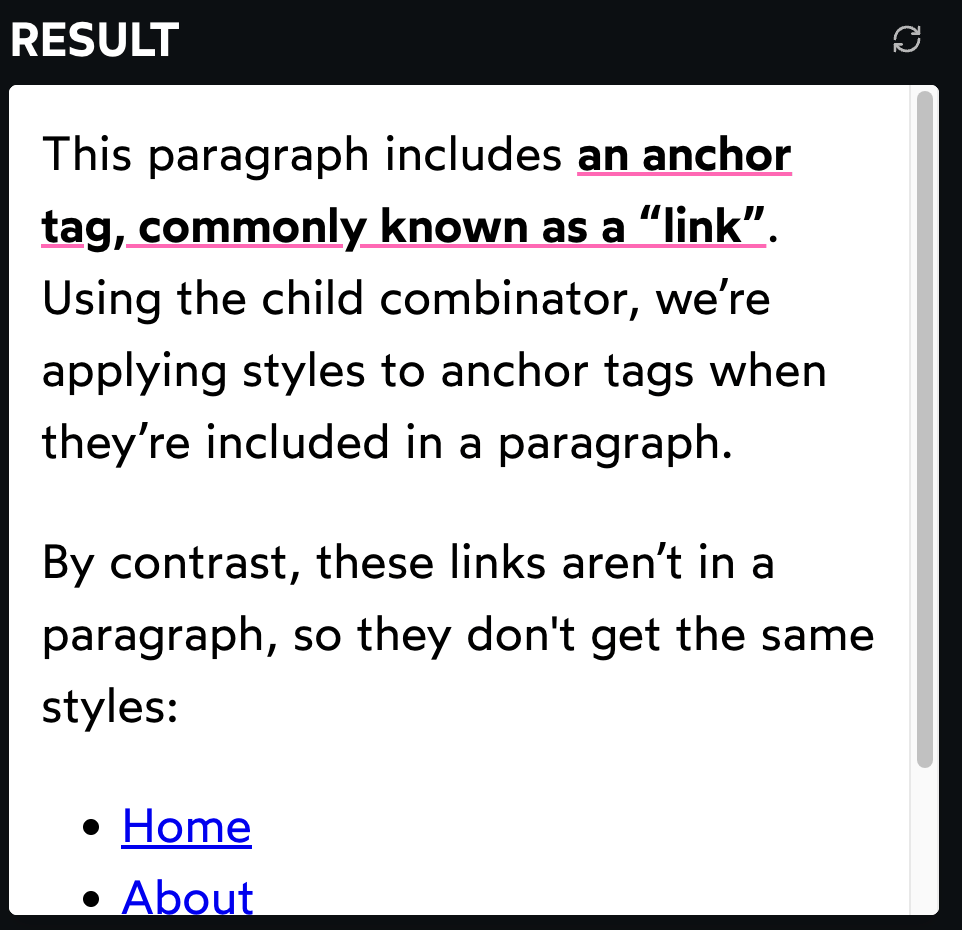 RESULT
This paragraph includes an anchor
tag, commonly known as a “link”.
Using the child combinator, we’re
applying styles to anchor tags when
they’re included in a paragraph.
By contrast, these links aren’t in a
paragraph, so they don't get the same
styles:
• Home
• About